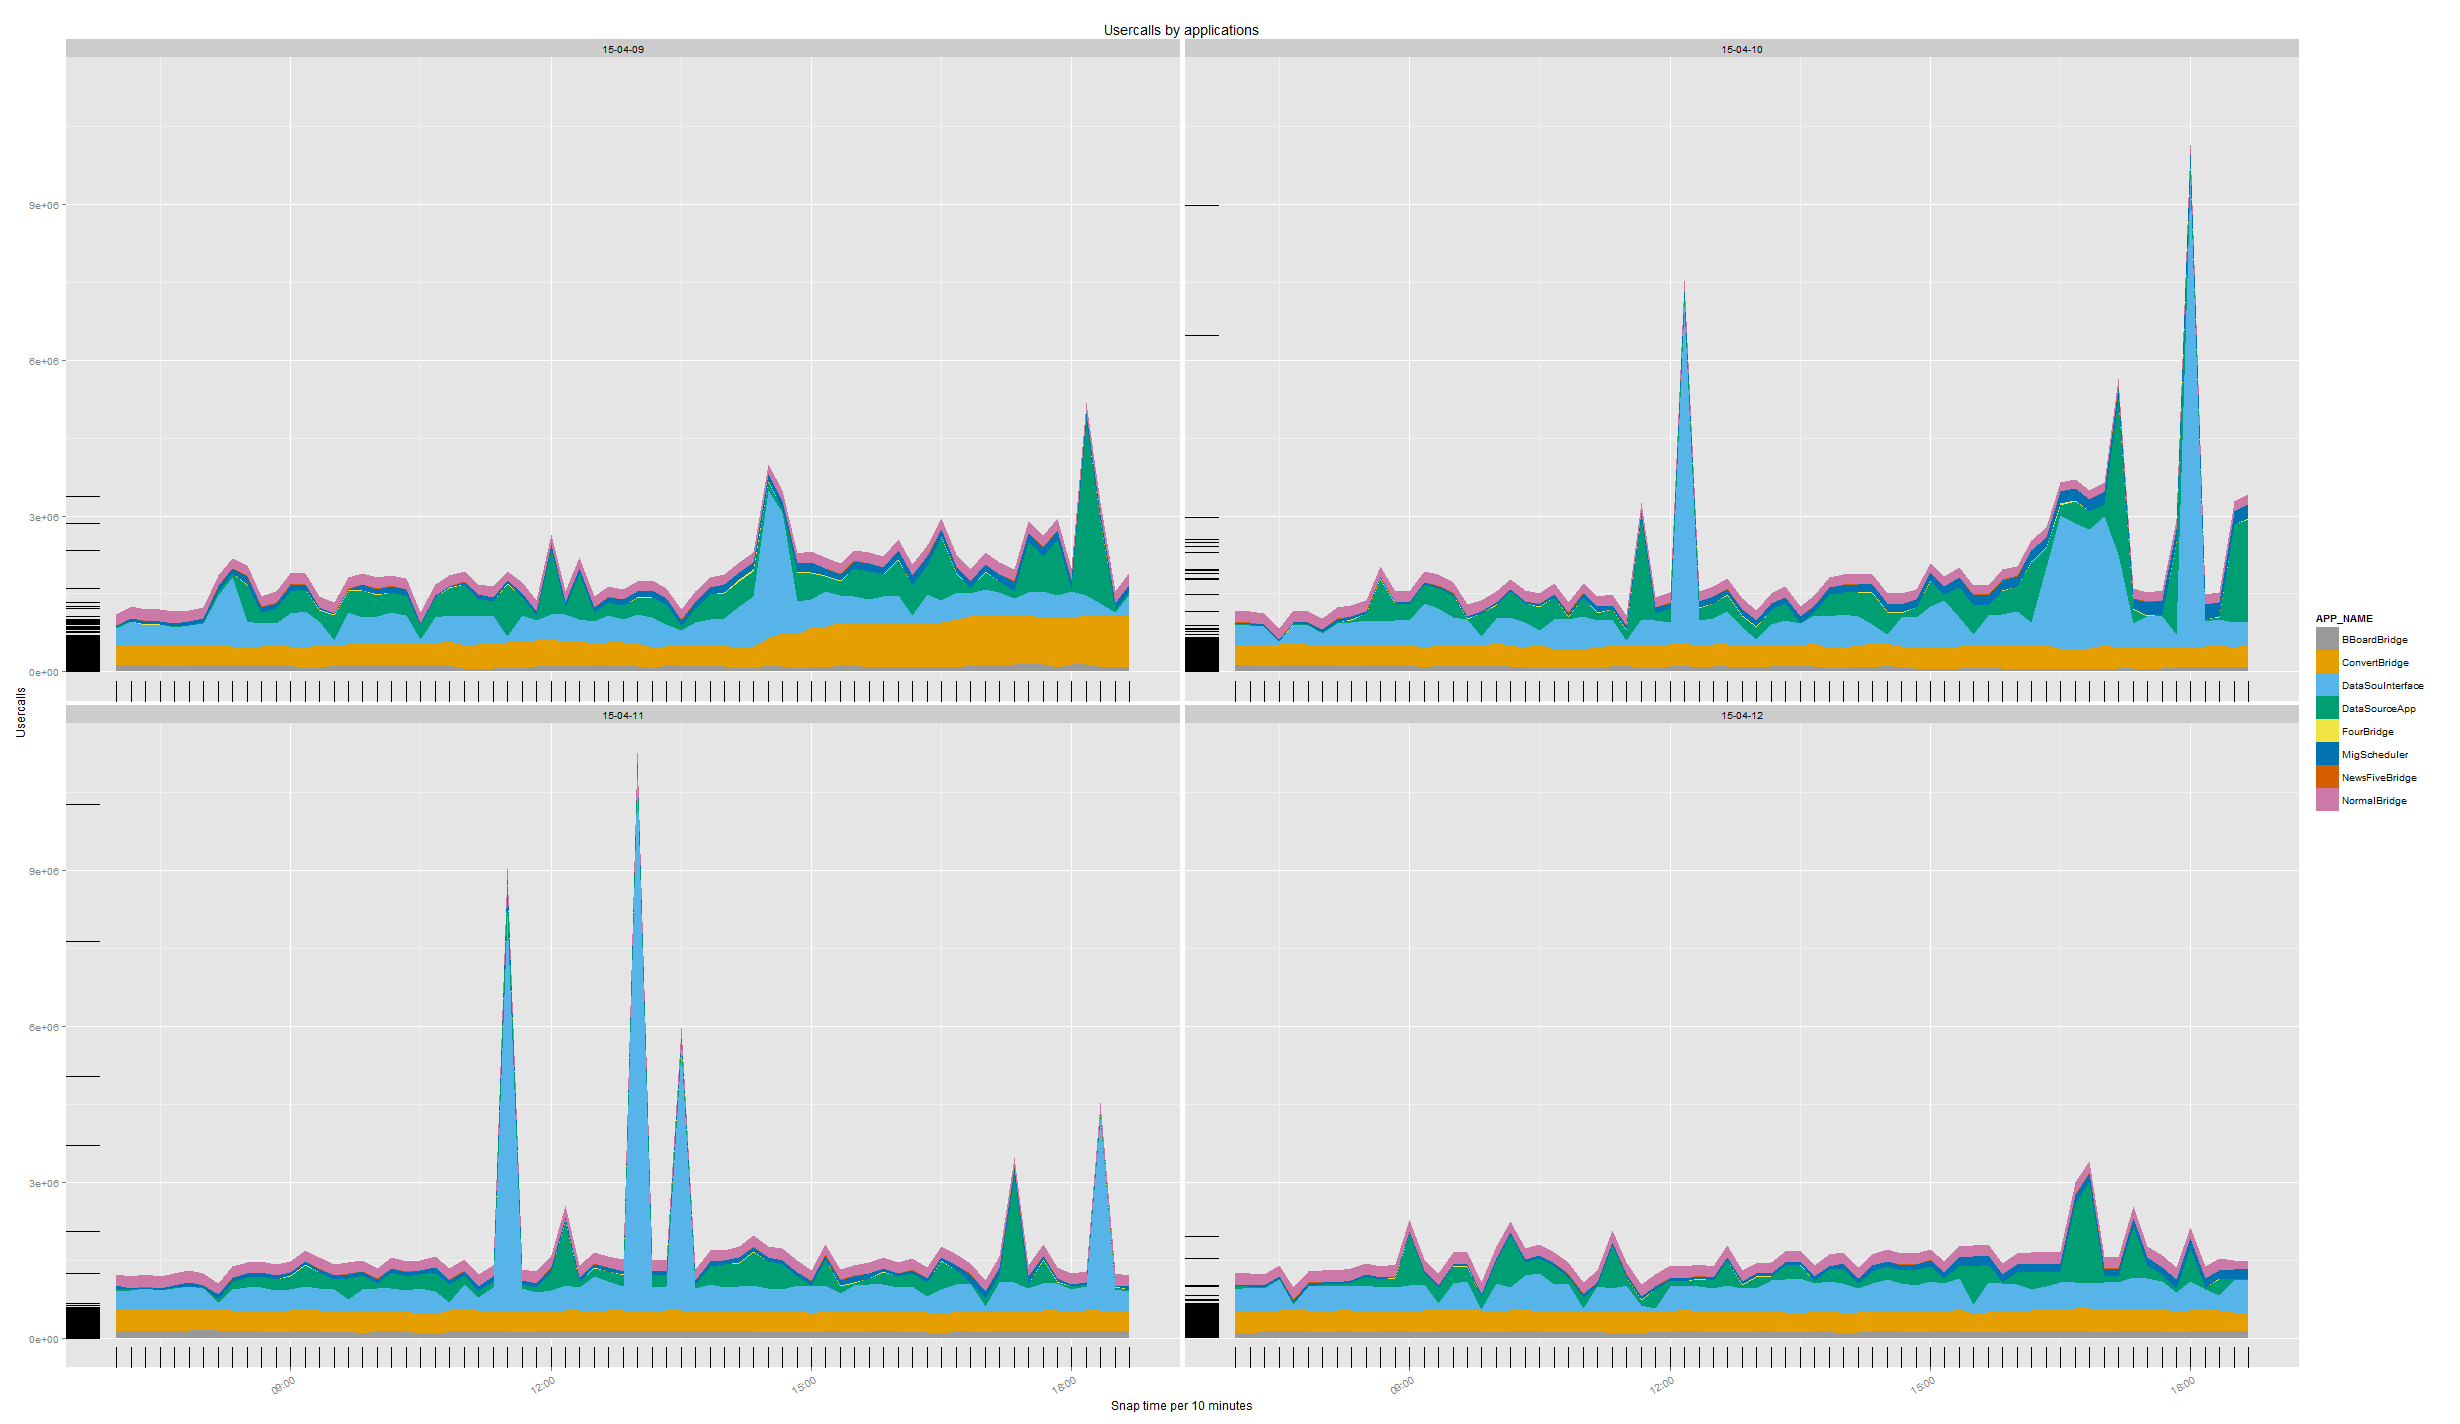 Usercalls by applications
15-04-09
15-04-10
9e+06
6e+06
3e+06
0e+00
Usercalls
15-04-11
15-04-12
9e+06
6e+06
3e+06
0e+00
09:00
12:00
15:00
18:00
09:00
12:00
15:00
18:00
Snap time per 10 minutes
APP_NAME
BBoardBridge
ConvertBridge
DataSouInterface
DataSourceApp
FourBridge
MigScheduler
NewsFiveBridge
NormalBridge